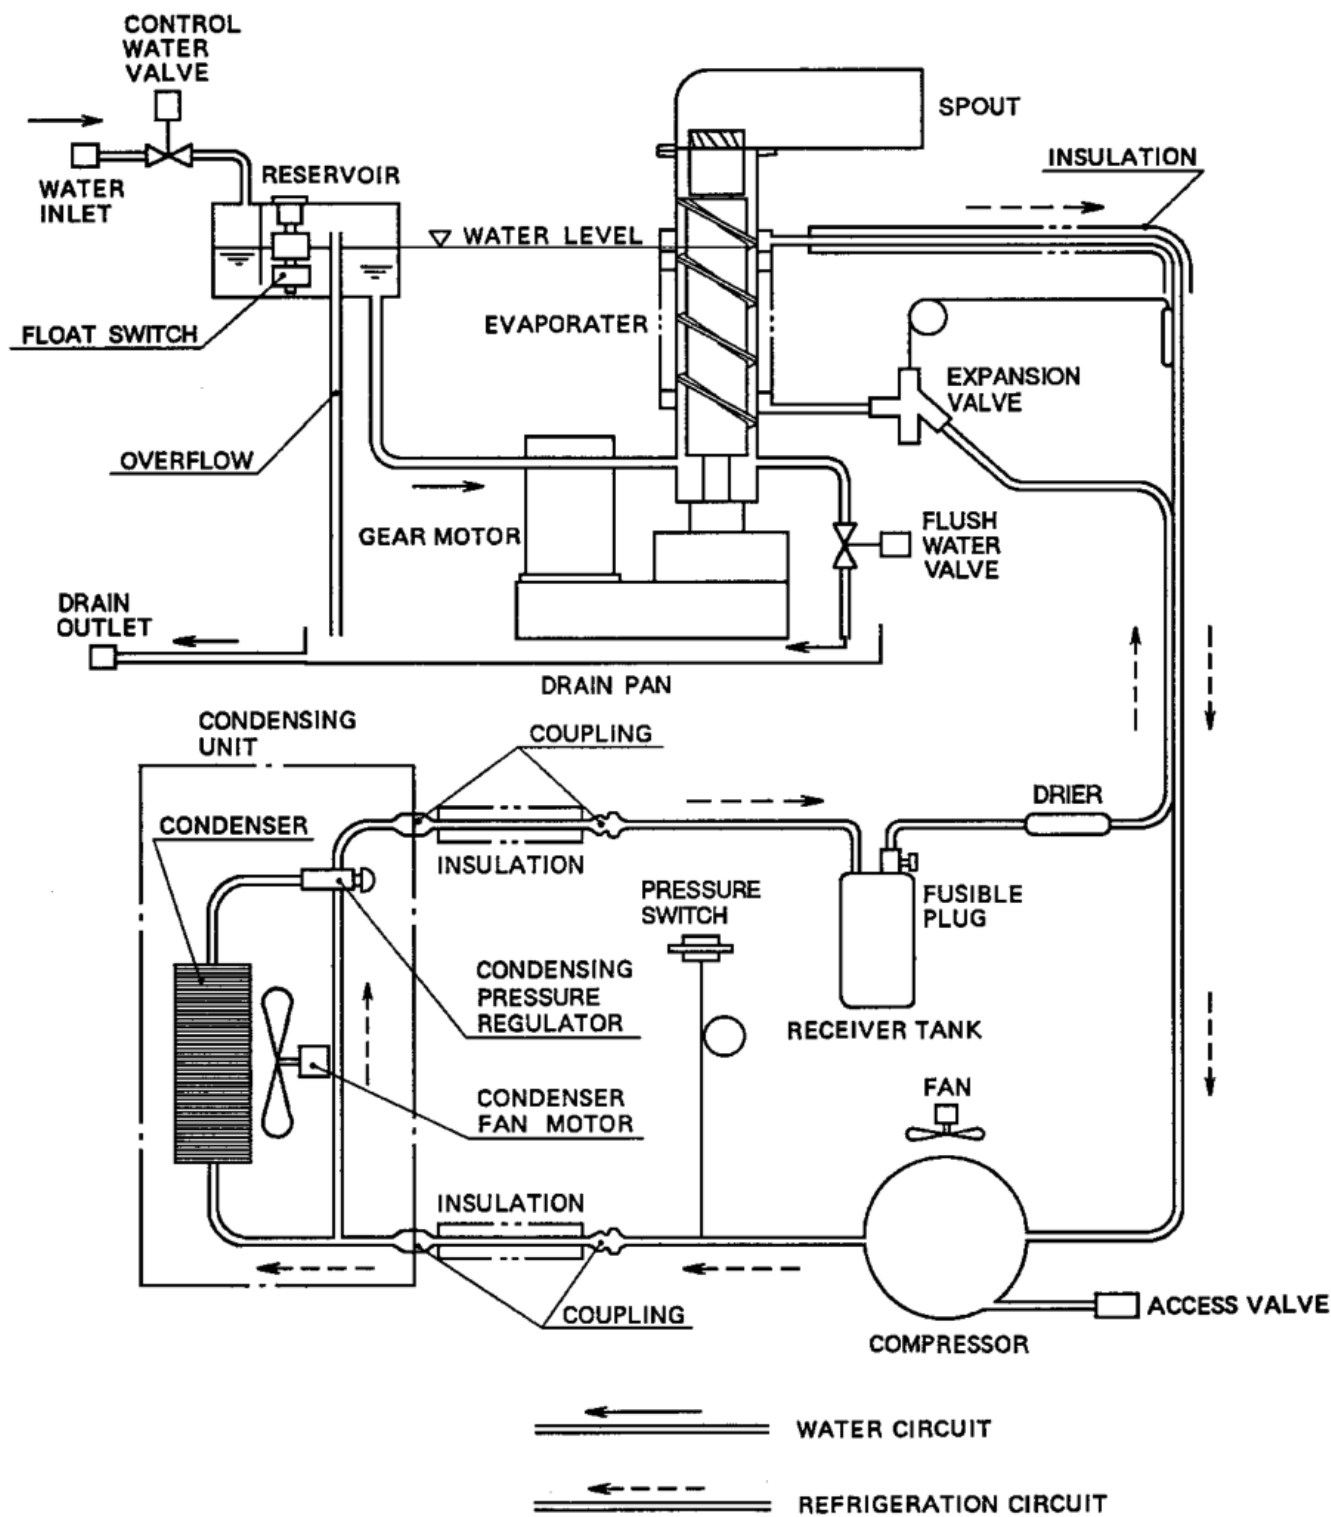 CONTROL
WATER
VALVE
SPOUT
INSULATION
WATER
INLET
RESERVOIR
WATER LEVEL
FLOAT SWITCH
EVAPORATER
EXPANSION
VALVE
OVERFLOW
GEAR MOTOR
FLUSH
WATER
VALVE
DRAIN
OUTLET
DRAIN PAN
CONDENSING
UNIT
COUPLING
CONDENSER
INSULATION
DRIER
PRESSURE
SWITCH
FUSIBLE
PLUG
CONDENSING
PRESSURE
REGULATOR
RECEIVER TANK
CONDENSER
FAN MOTOR
FAN
INSULATION
COUPLING
ACCESS VALVE
COMPRESSOR
WATER CIRCUIT
REFRIGERATION CIRCUIT